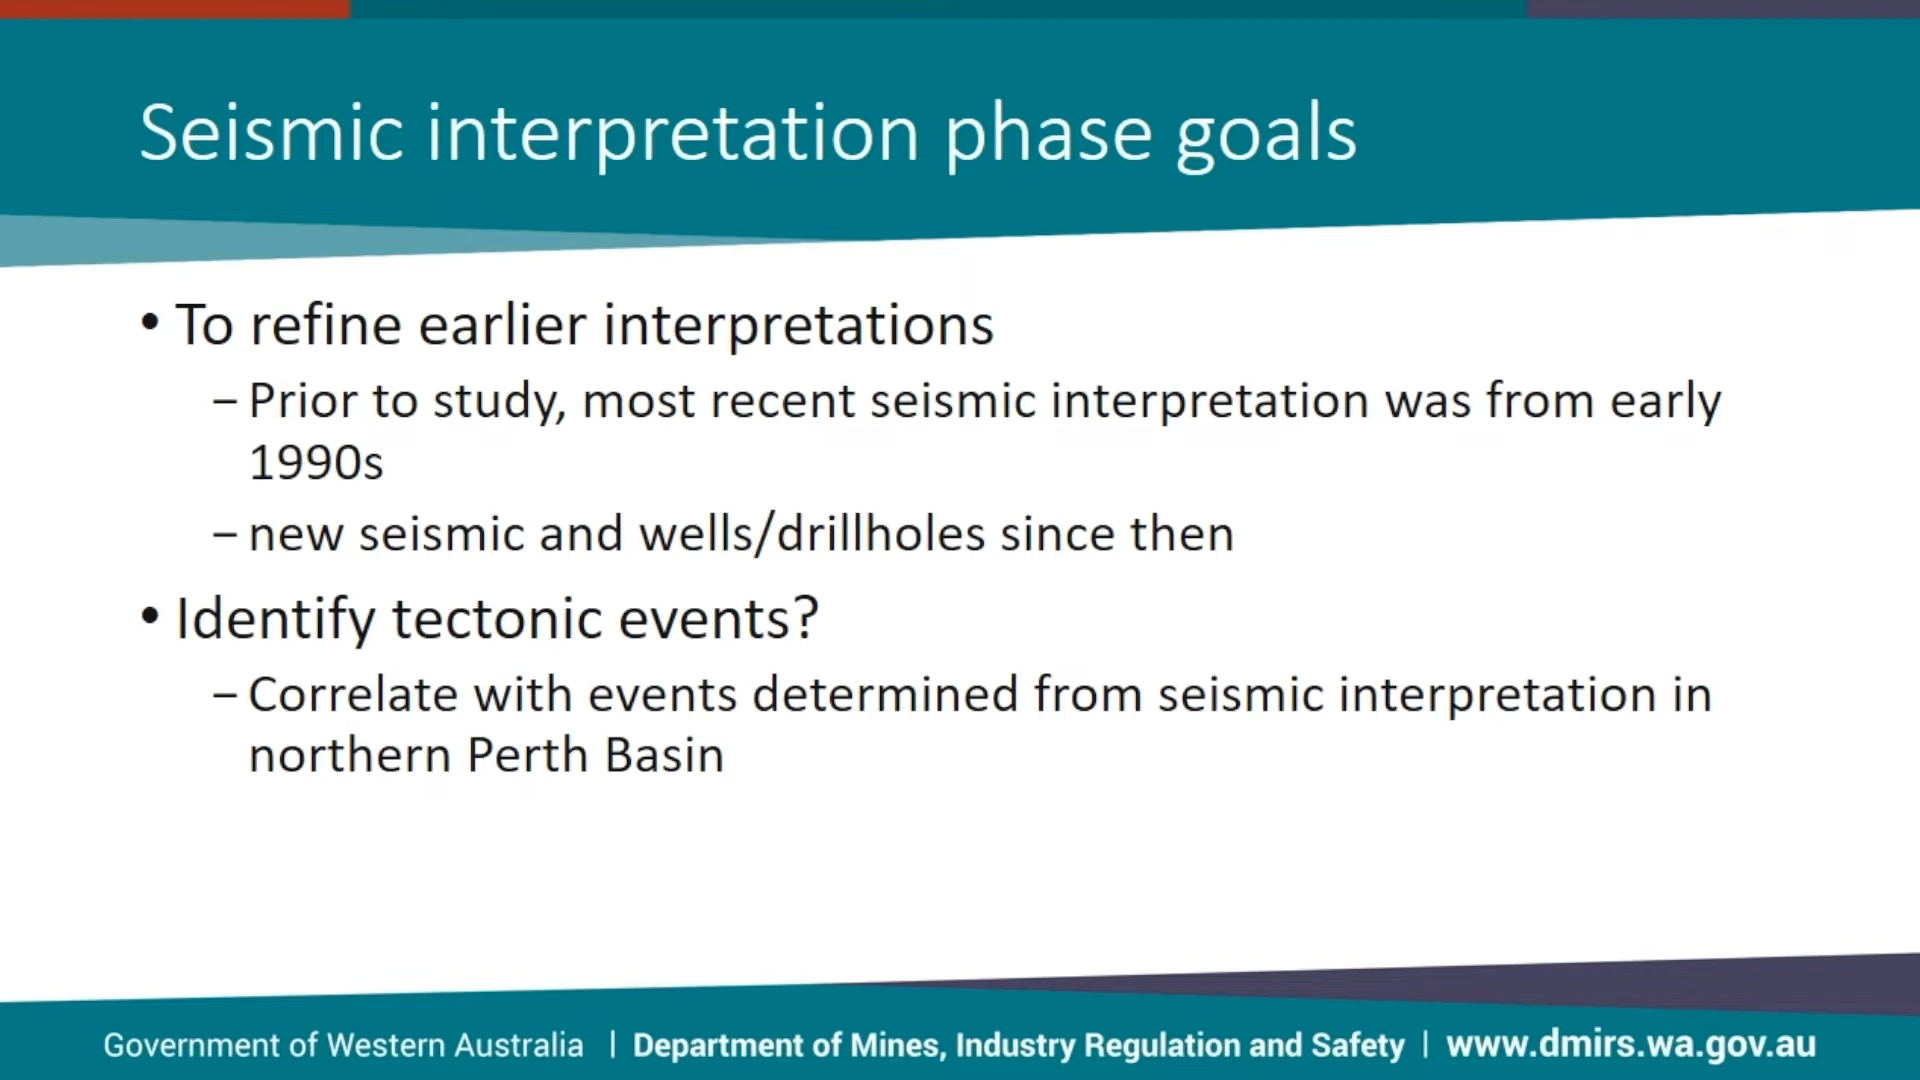 Seismic interpretation phase goals
• To refine earlier interpretations
– Prior to study, most recent seismic interpretation was from early
1990s
– new seismic and wells/drillholes since then
• Identify tectonic events?
– Correlate with events determined from seismic interpretation in
northern Perth Basin
Government of Western Australia | Department of Mines, Industry Regulation and Safety | www.dmirs.wa.gov.au